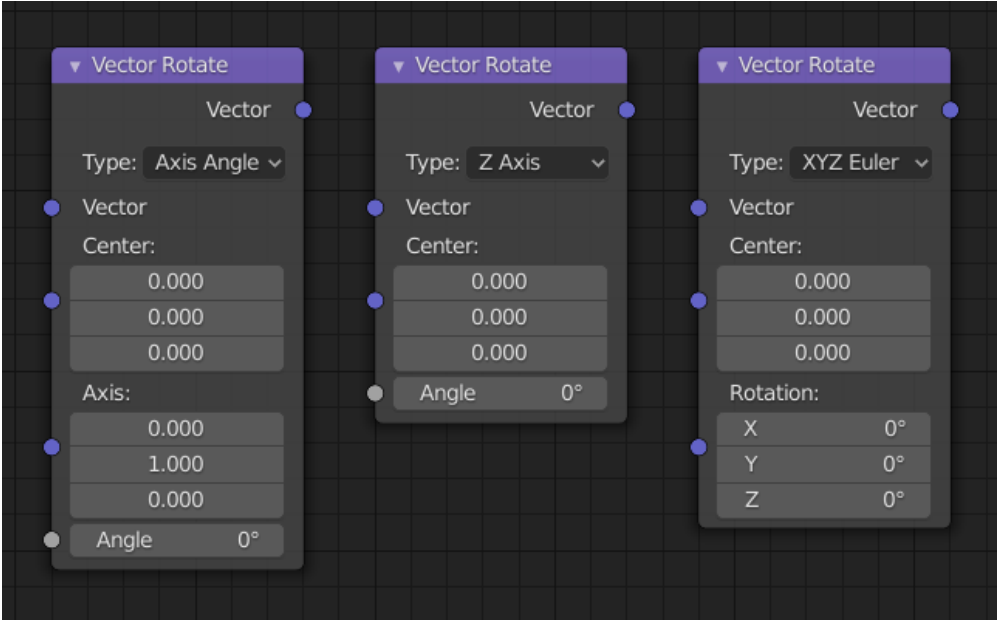 Vector Rotate
Vector
Type: Axis Angle
Vector
Center:
0.000
0.000
0.000
Axis:
0.000
1.000
0.000
Angle 0°
Vector Rotate
Vector
Type: Z Axis
Vector
Center:
0.000
0.000
0.000
Angle 0°
Vector Rotate
Vector
Type: XYZ Euler
Vector
Center:
0.000
0.000
0.000
Rotation:
X 0°
Y 0°
Z 0°